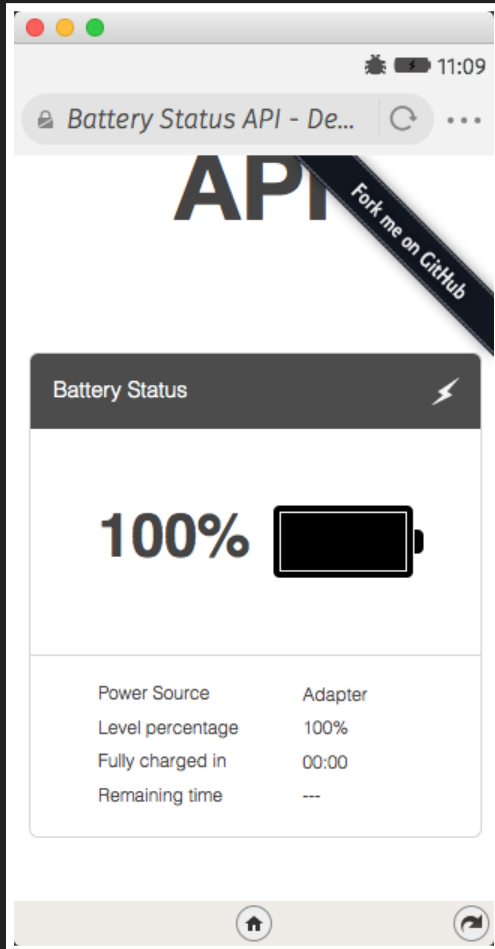 11:09
Battery Status API - De...
API
Fork me on GitHub
Battery Status
100%
Power Source Adapter
Level percentage 100%
Fully charged in 00:00
Remaining time ---